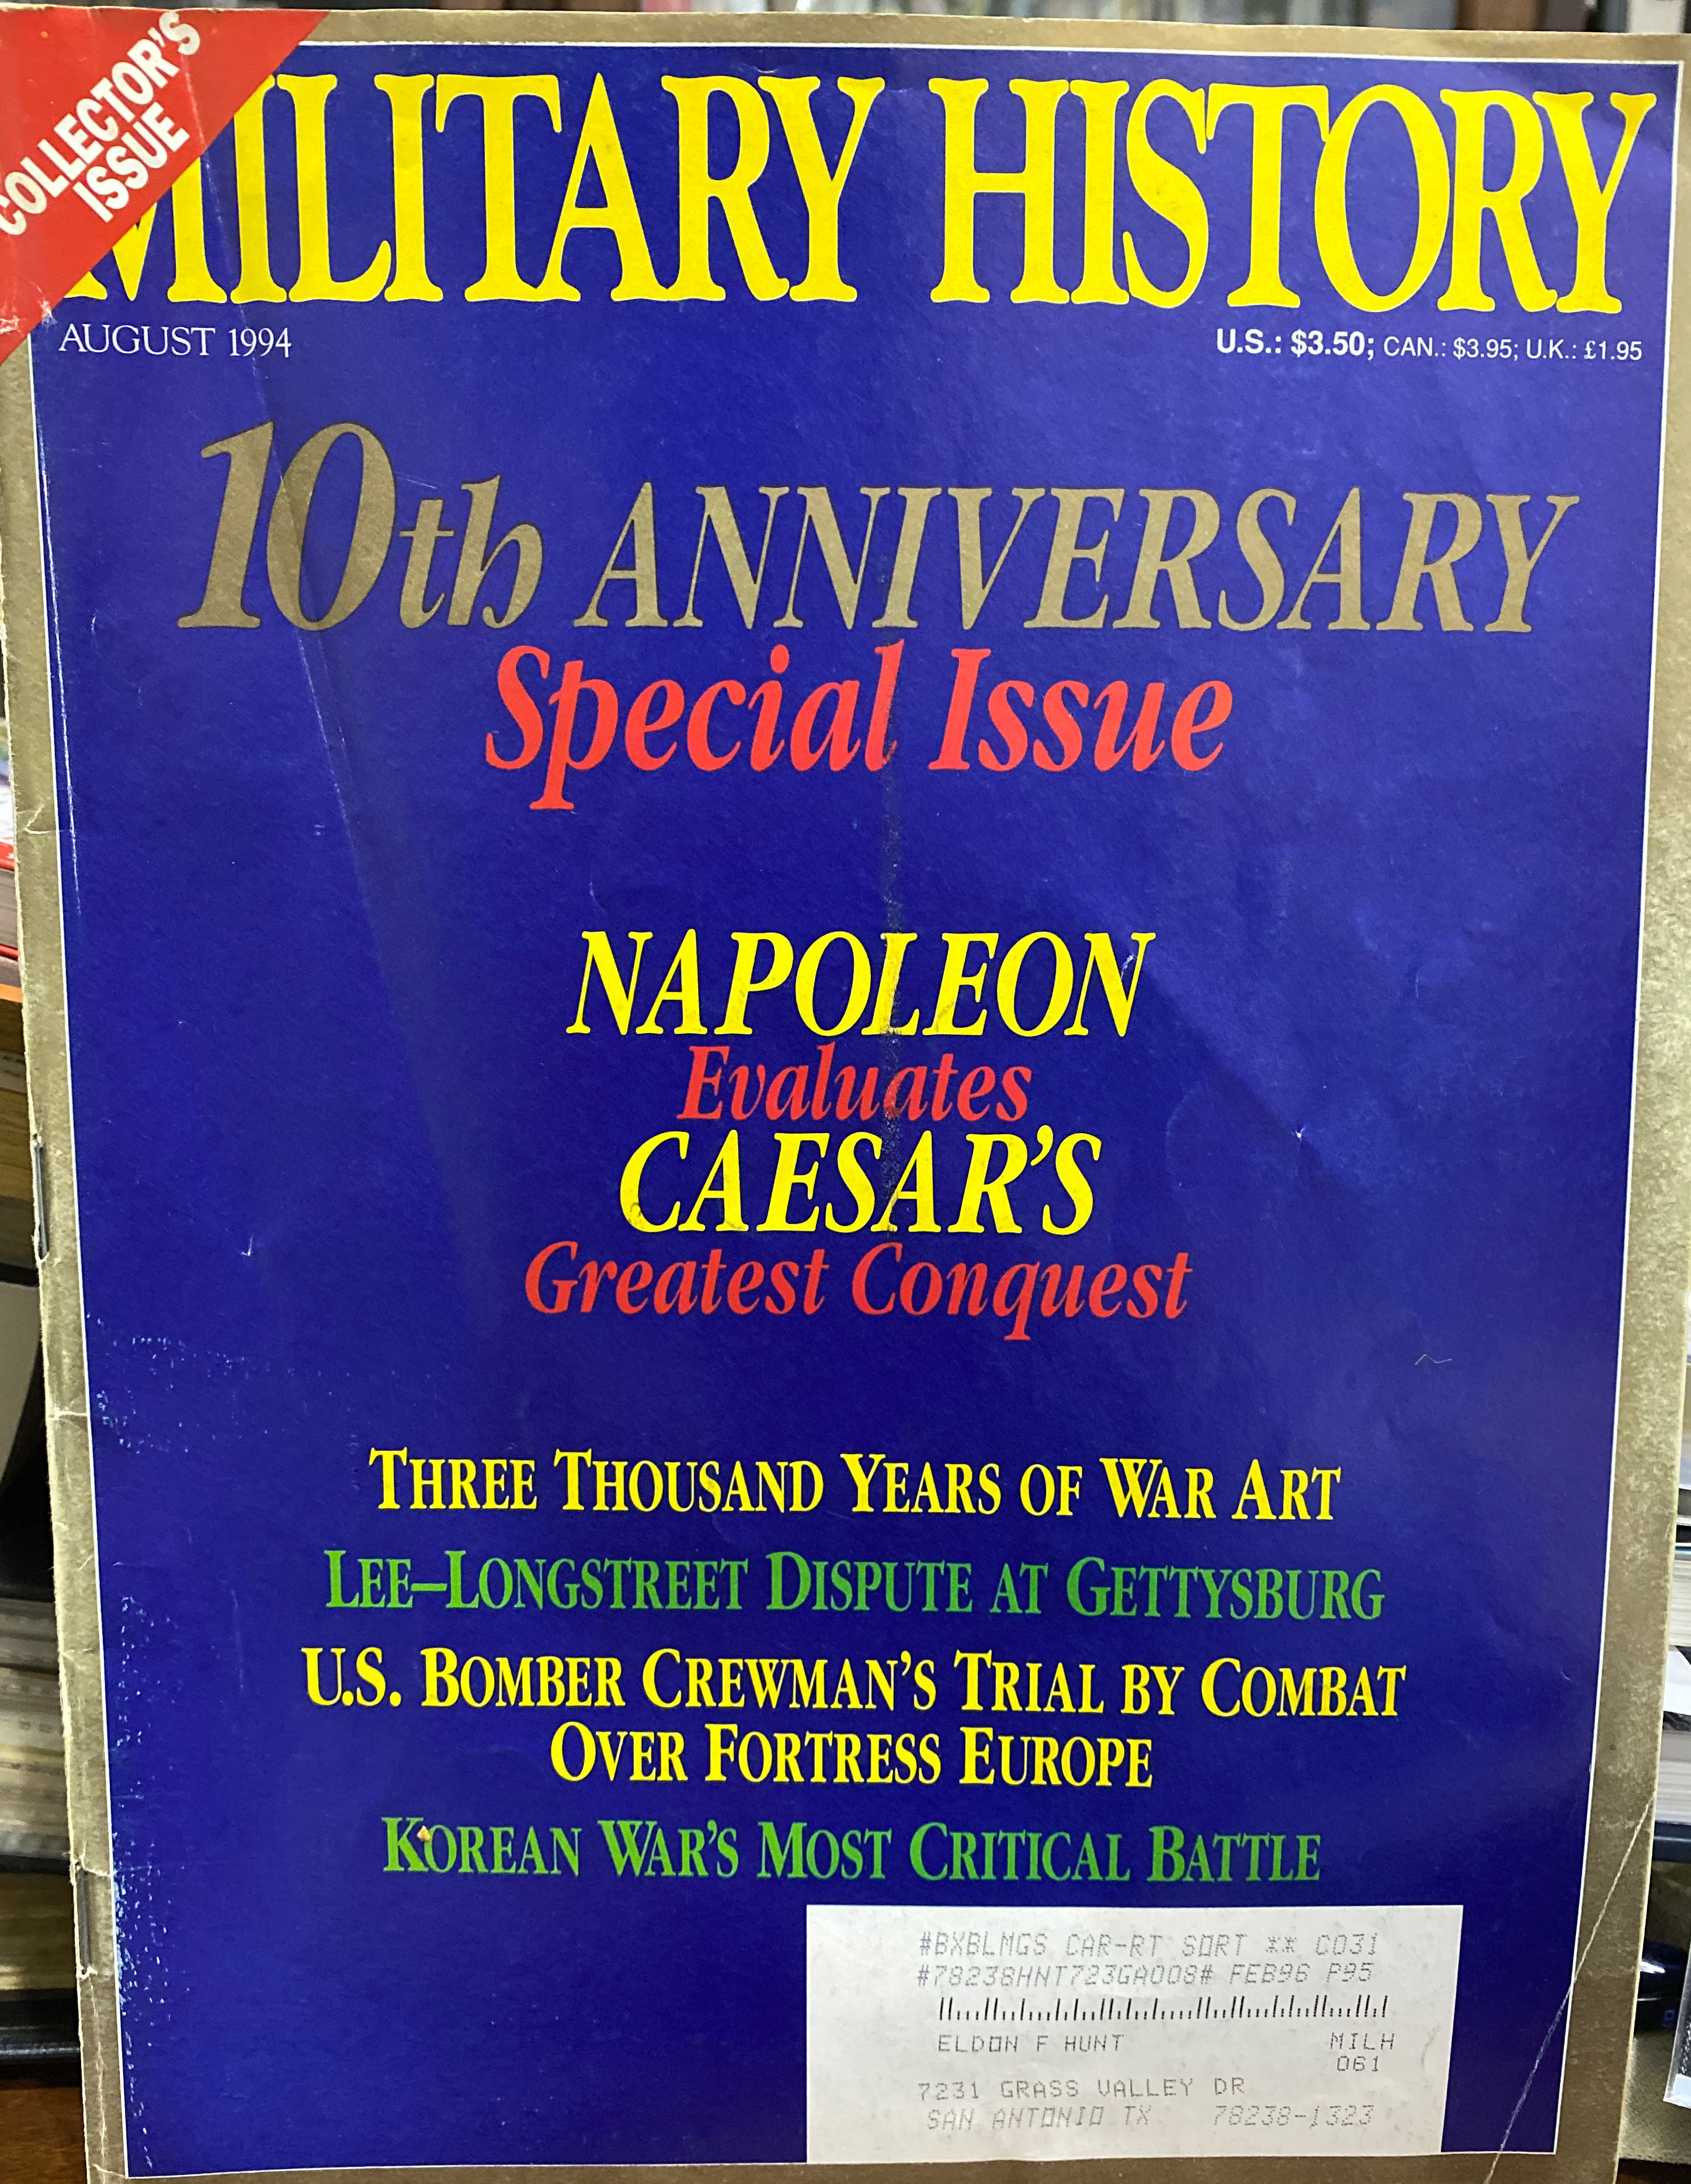 COLLECTOR'S
ISSUE
MILITARY HISTORY
AUGUST 1994
U.S.: $3.50; CAN.: $3.95; U.K.: £1.95
10th ANNIVERSARY
Special Issue
NAPOLEON
Evaluates
CAESAR'S
Greatest Conquest
THREE THOUSAND YEARS OF WAR ART
LEE–LONGSTREET DISPUTE AT GETTYSBURG
U.S. BOMBER CREWMAN'S TRIAL BY COMBAT
OVER FORTRESS EUROPE
KOREAN WAR'S MOST CRITICAL BATTLE
#BXBLMGS CAR-RT SORT ** C031
#78238HNT723GA008# FEB96 P95
ELDON F HUNT MILH
061
7231 GRASS VALLEY DR
SAN ANTONIO TX 78238-1323